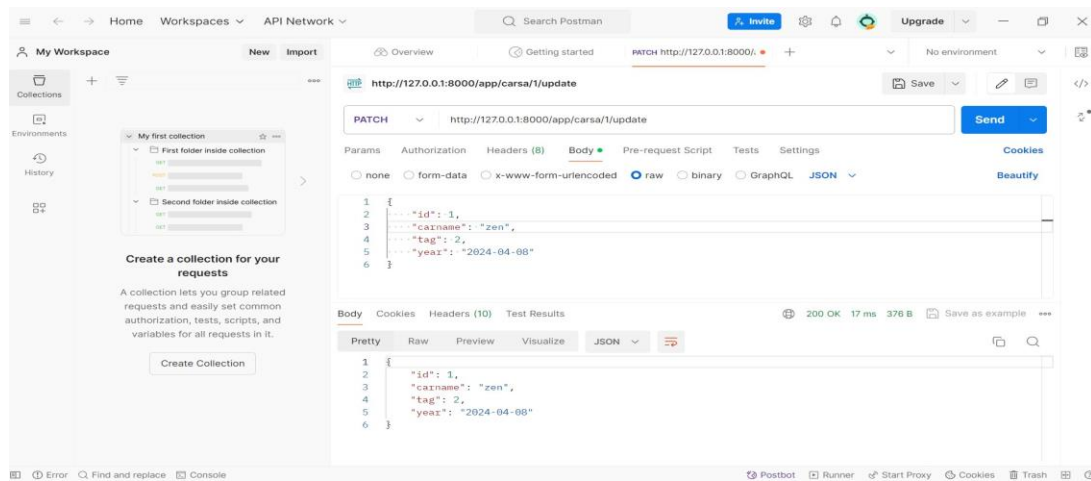 Home Workspaces API Network Search Postman Invite Upgrade
My Workspace New Import Overview Getting started PATCH http://127.0.0.1:8000/. No environment
Collections
Environments
History
My first collection
First folder inside collection
Second folder inside collection
Create a collection for your
requests
A collection lets you group related
requests and easily set common
authorization, tests, scripts, and
variables for all requests in it.
Create Collection
HTTP http://127.0.0.1:8000/app/carsa/1/update Save
PATCH http://127.0.0.1:8000/app/carsa/1/update Send
Params Authorization Headers (8) Body Pre-request Script Tests Settings Cookies
none form-data x-www-form-urlencoded raw binary GraphQL JSON Beautify
1 {
2 "id": 1,
3 "carname": "zen",
4 "tag": 2,
5 "year": "2024-04-08"
6 }
Body Cookies Headers (10) Test Results 200 OK 17 ms 376 B Save as example
Pretty Raw Preview Visualize JSON
1 {
2 "id": 1,
3 "carname": "zen",
4 "tag": 2,
5 "year": "2024-04-08"
6 }
Error Find and replace Console Postbot Runner Start Proxy Cookies Trash